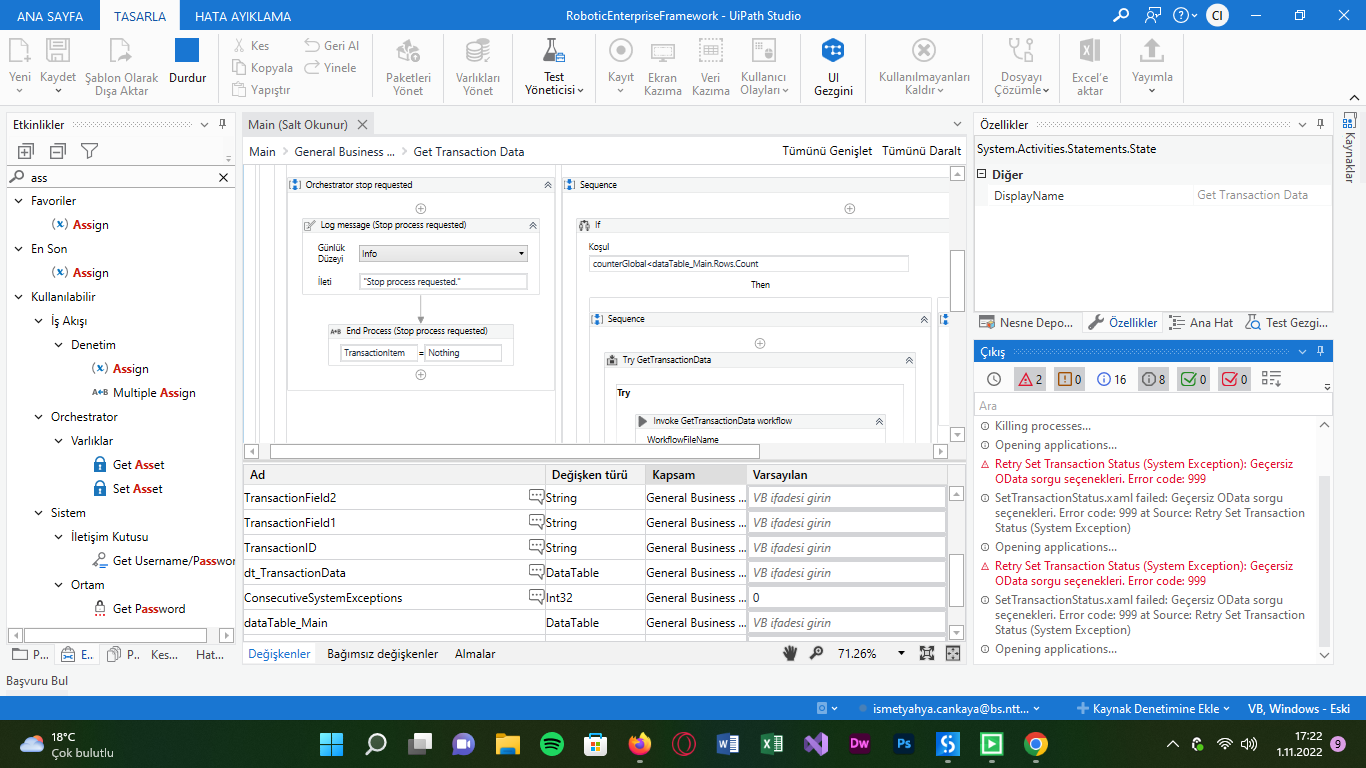 ANA SAYFA
TASARLA
HATA AYIKLAMA
RoboticEnterpriseFramework - UiPath Studio
CI
Yeni
Kaydet
Şablon Olarak
Dışa Aktar
Durdur
Kes
Kopyala
Yapıştır
Geri Al
Yinele
Paketleri
Yönet
Varlıkları
Yönet
Test
Yöneticisi
Kayıt
Ekran
Kazıma
Veri
Kazıma
Kullanıcı
Olayları
UI
Gezgini
Kullanılmayanları
Kaldır
Dosyayı
Çözümle
Excel'e
aktar
Yayımla
Etkinlikler
ass
Favoriler
Assign
En Son
Assign
Kullanılabilir
İş Akışı
Denetim
Assign
A+B Multiple Assign
Orchestrator
Varlıklar
Get Asset
Set Asset
Sistem
İletişim Kutusu
Get Username/Passwor
Ortam
Get Password
P...
E..
P..
Kes...
Hat...
Başvuru Bul
Main (Salt Okunur)
Main
General Business ...
Get Transaction Data
Tümünü Genişlet
Tümünü Daralt
Orchestrator stop requested
Log message (Stop process requested)
Günlük
Düzeyi
Info
İleti
"Stop process requested."
A+B End Process (Stop process requested)
TransactionItem = Nothing
Sequence
If
Koşul
counterGlobal<dataTable_Main.Rows.Count
Then
Sequence
Try GetTransactionData
Try
Invoke GetTransactionData workflow
WorkflowFileName
Ad Değişken türü Kapsam Varsayılan
TransactionField2 String General Business ... VB ifadesi girin
TransactionField1 String General Business ... VB ifadesi girin
TransactionID String General Business ... VB ifadesi girin
dt_TransactionData DataTable General Business ... VB ifadesi girin
ConsecutiveSystemExceptions Int32 General Business ... 0
dataTable_Main DataTable General Business ... VB ifadesi girin
Değişkenler
Bağımsız değişkenler
Almalar
71.26%
Özellikler
System.Activities.Statements.State
Diğer
DisplayName Get Transaction Data
Kaynaklar
Nesne Depo...
Özellikler
Ana Hat
Test Gezgi...
Çıkış
2
0
16
8
0
0
Ara
Killing processes...
Opening applications...
Retry Set Transaction Status (System Exception): Geçersiz
OData sorgu seçenekleri. Error code: 999
SetTransactionStatus.xaml failed: Geçersiz OData sorgu
seçenekleri. Error code: 999 at Source: Retry Set Transaction
Status (System Exception)
Opening applications...
Retry Set Transaction Status (System Exception): Geçersiz
OData sorgu seçenekleri. Error code: 999
SetTransactionStatus.xaml failed: Geçersiz OData sorgu
seçenekleri. Error code: 999 at Source: Retry Set Transaction
Status (System Exception)
Opening applications...
ismetyahya.cankaya@bs.ntt...
Kaynak Denetimine Ekle
VB, Windows - Eski
18°C
Çok bulutlu
Dw
Ps
17:22
1.11.2022
9